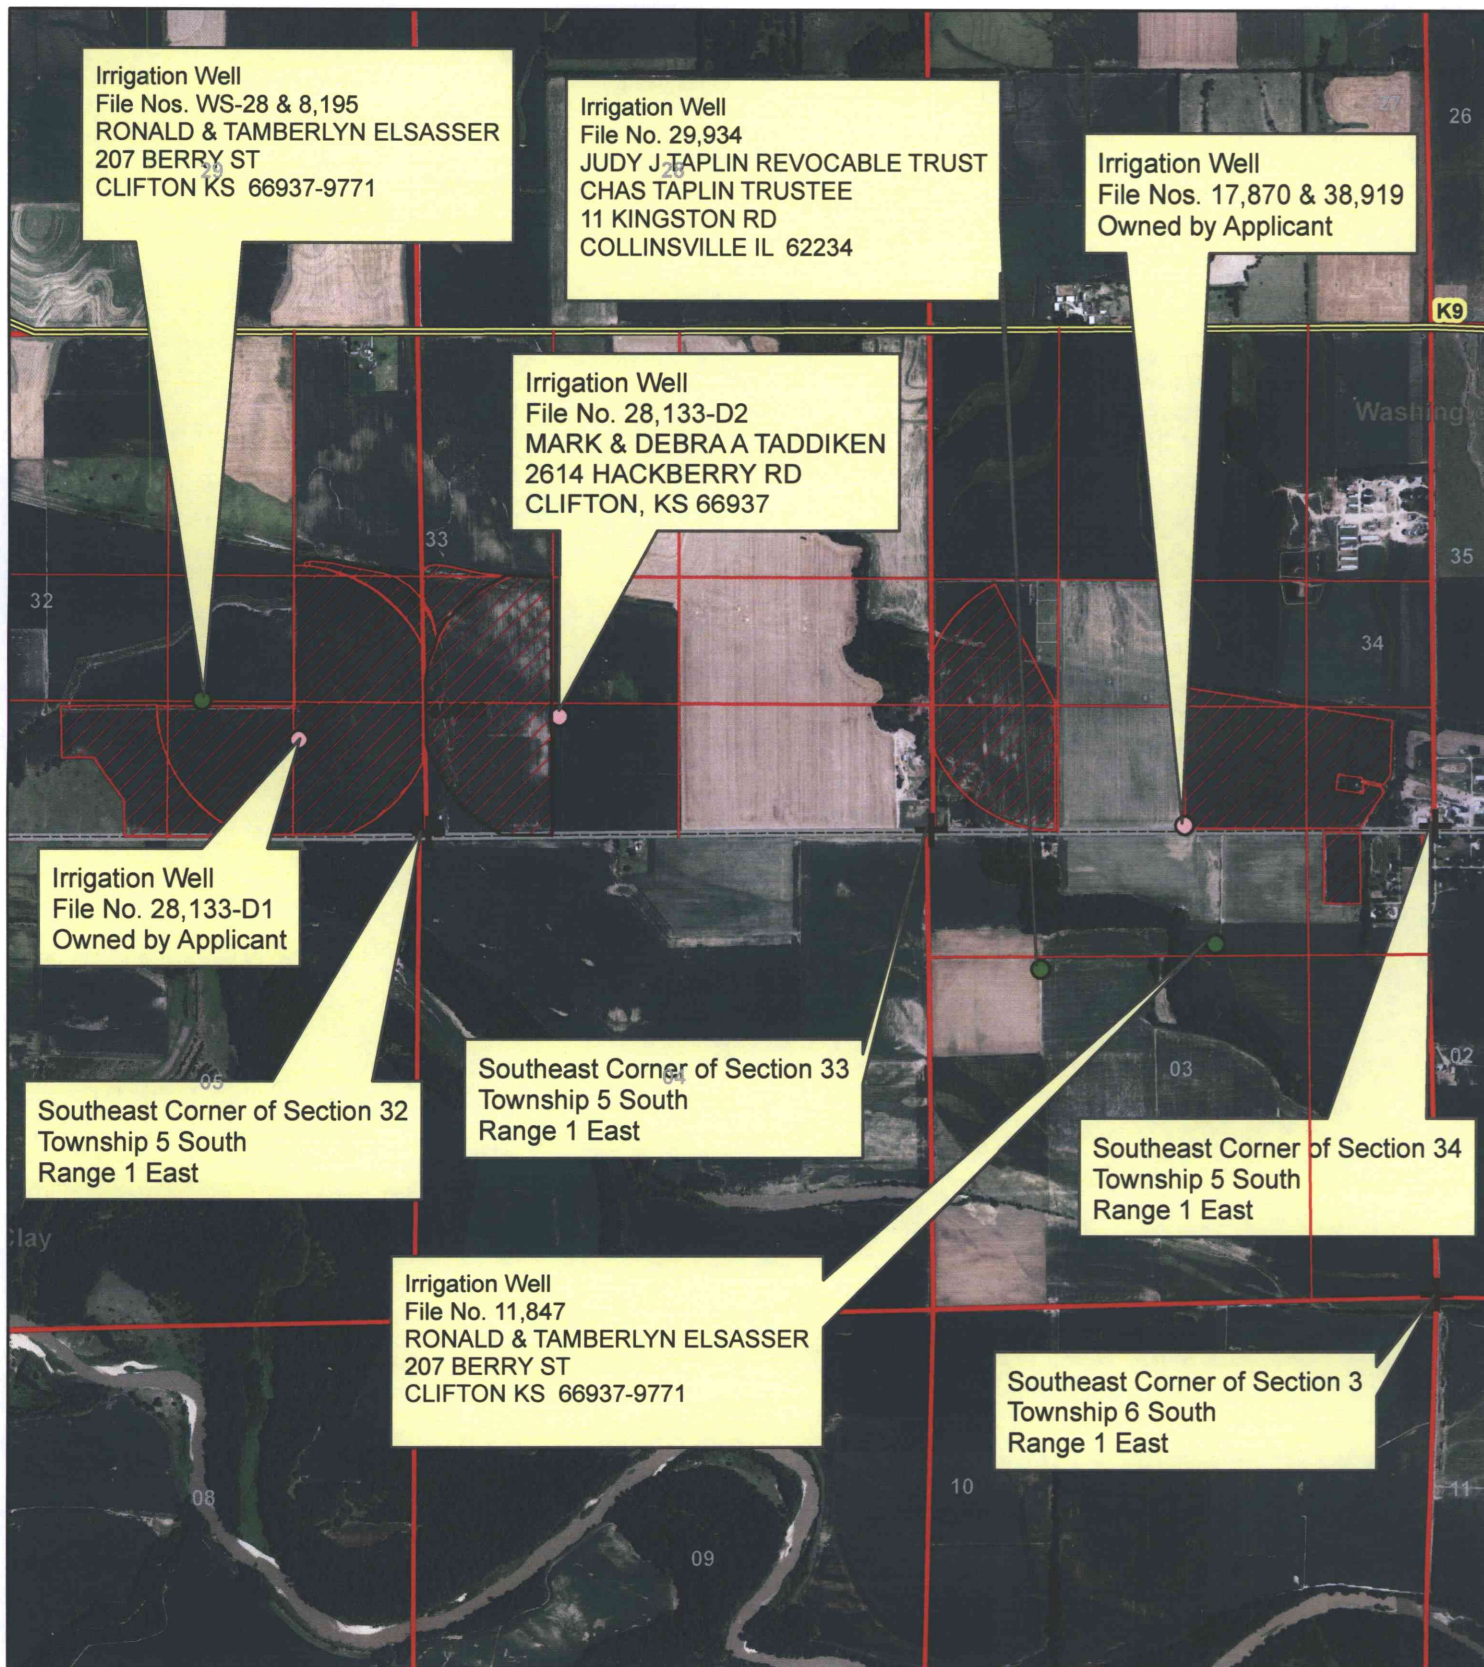 Irrigation Well
File Nos. WS-28 & 8,195
RONALD & TAMBERLYN ELSASSER
207 BERRY ST
CLIFTON KS 66937-9771
29
Irrigation Well
File No. 29,934
JUDY J TAPLIN REVOCABLE TRUST
CHAS TAPLIN TRUSTEE
11 KINGSTON RD
COLLINSVILLE IL 62234
28
Irrigation Well
File Nos. 17,870 & 38,919
Owned by Applicant
27
26
K9
Irrigation Well
File No. 28,133-D2
MARK & DEBRA A TADDIKEN
2614 HACKBERRY RD
CLIFTON, KS 66937
Washing
33
35
32
34
Irrigation Well
File No. 28,133-D1
Owned by Applicant
Southeast Corner of Section 32
Township 5 South
Range 1 East
05
Southeast Corner of Section 33
Township 5 South
Range 1 East
04
03
02
Southeast Corner of Section 34
Township 5 South
Range 1 East
Clay
Irrigation Well
File No. 11,847
RONALD & TAMBERLYN ELSASSER
207 BERRY ST
CLIFTON KS 66937-9771
Southeast Corner of Section 3
Township 6 South
Range 1 East
08
09
10
11